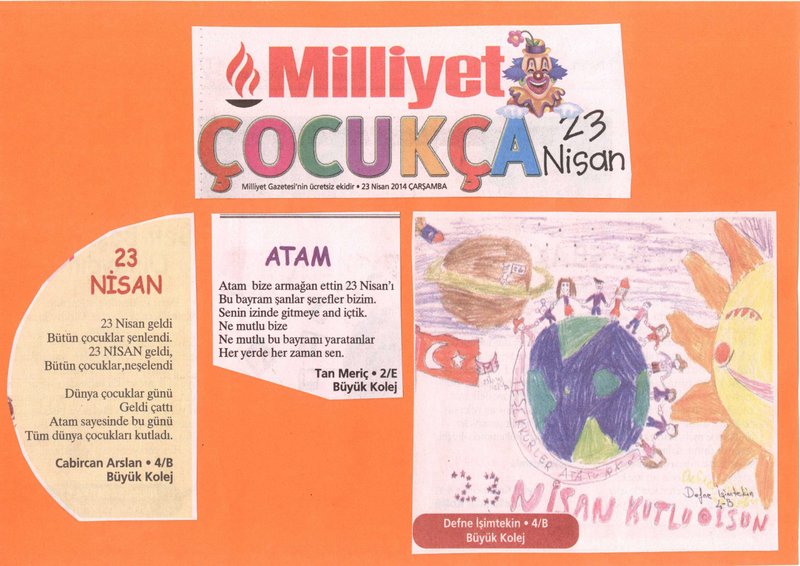 Milliyet
ÇOCUKÇA
23
Nisan
Milliyet Gazetesi'nin ücretsiz ekidir • 23 Nisan 2014 ÇARŞAMBA
23
NİSAN
23 Nisan geldi
Bütün çocuklar şenlendi.
23 NİSAN geldi,
Bütün çocuklar,neşelendi
Dünya çocuklar günü
Geldi çattı
Atam sayesinde bu günü
Tüm dünya çocukları kutladı.
Cabircan Arslan • 4/B
Büyük Kolej
ATAM
Atam bize armağan ettin 23 Nisan'ı
Bu bayram şanlar şerefler bizim.
Senin izinde gitmeye and içtik.
Ne mutlu bize
Ne mutlu bu bayramı yaratanlar
Her yerde her zaman sen.
Tan Meriç • 2/E
Büyük Kolej
TEŞEKKÜRLER ATATÜRK
Defne İşimtekin
4-B
23 NİSAN KUTLU OLSUN
Defne İşimtekin • 4/B
Büyük Kolej